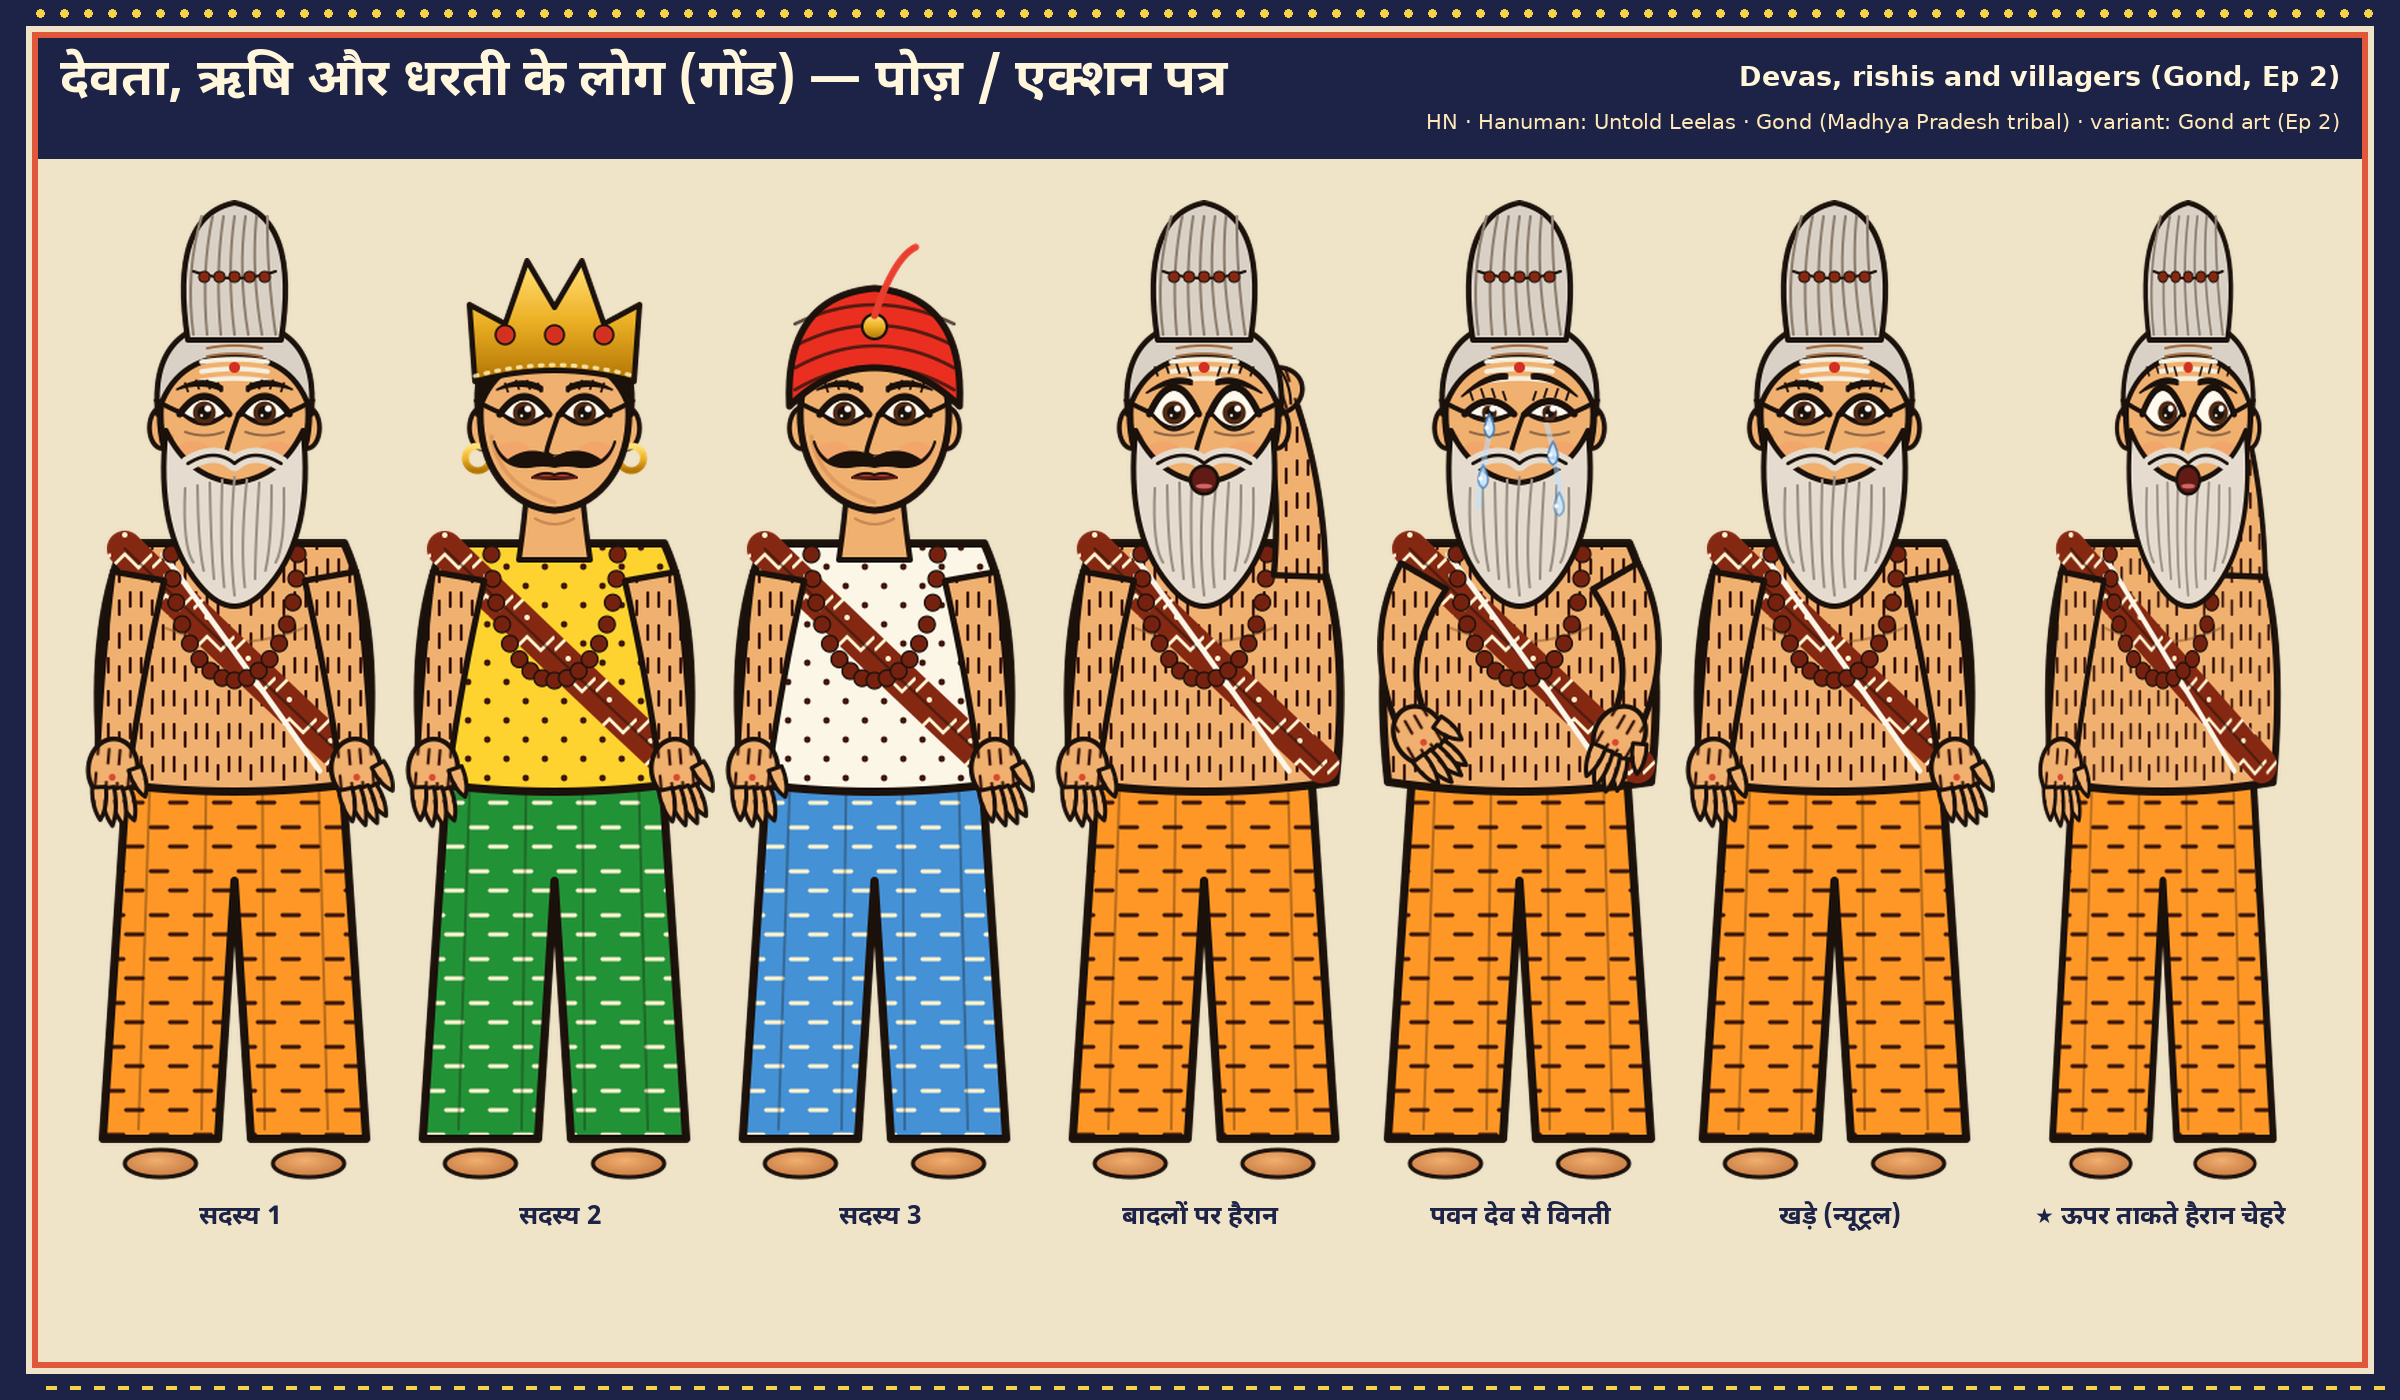 देवता, ऋषि और धरती के लोग (गोंड) — पोज़ / एक्शन पत्र
Devas, rishis and villagers (Gond, Ep 2)
HN · Hanuman: Untold Leelas · Gond (Madhya Pradesh tribal) · variant: Gond art (Ep 2)
सदस्य 1
सदस्य 2
सदस्य 3
बादलों पर हैरान
पवन देव से विनती
खड़े (न्यूट्रल)
★ ऊपर ताकते हैरान चेहरे